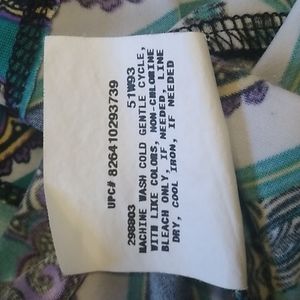 UPC# 826410293739
298803 51W93
MACHINE WASH COLD GENTLE CYCLE,
WITH LIKE COLORS, NON-CHLORINE
BLEACH ONLY, IF NEEDED, LINE
DRY, COOL IRON, IF NEEDED